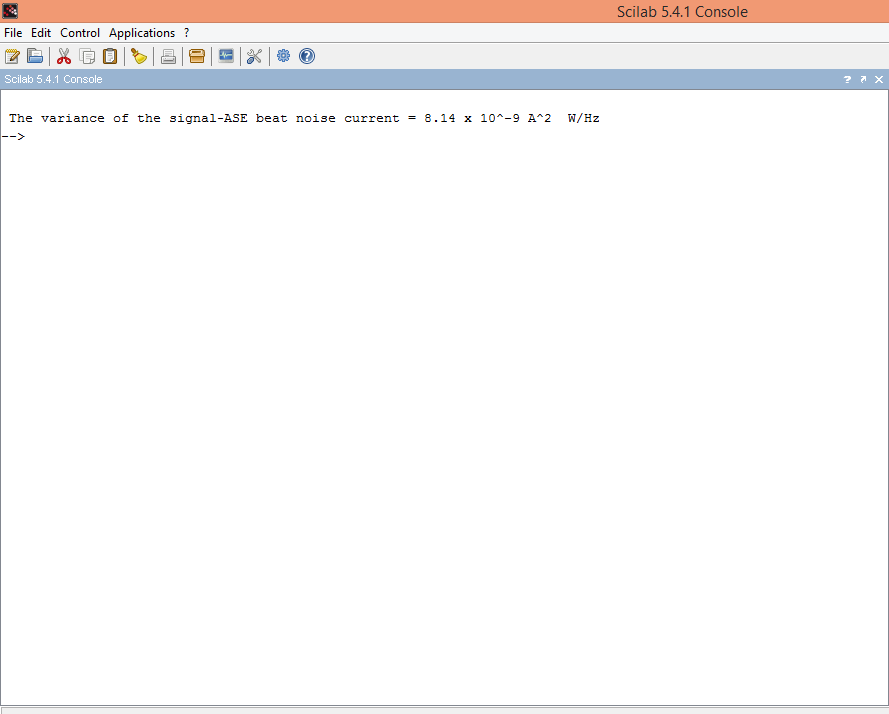 Scilab 5.4.1 Console
File Edit Control Applications ?
Scilab 5.4.1 Console
The variance of the signal-ASE beat noise current = 8.14 x 10^-9 A^2  W/Hz
-->